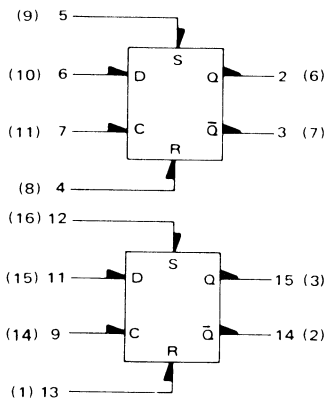 (9) 5
S
(10) 6 D Q 2 (6)
(11) 7 C Q̅ 3 (7)
R
(8) 4
(16) 12
S
(15) 11 D Q 15 (3)
(14) 9 C Q̅ 14 (2)
R
(1) 13